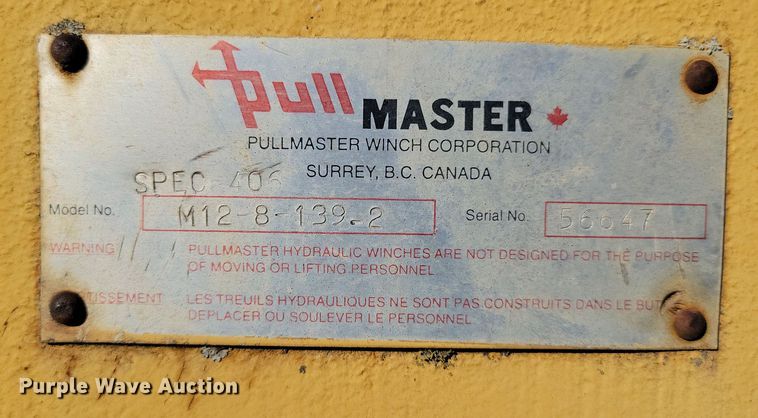 pull MASTER
PULLMASTER WINCH CORPORATION
SURREY, B.C. CANADA
SPEC 406
Model No. M12-8-139-2 Serial No. 56647
WARNING PULLMASTER HYDRAULIC WINCHES ARE NOT DESIGNED FOR THE PURPOSE
OF MOVING OR LIFTING PERSONNEL
LES TREUILS HYDRAULIQUES NE SONT PAS CONSTRUITS DANS LE BUT
DEPLACER OU SOULEVER LE PERSONNEL
Purple Wave Auction